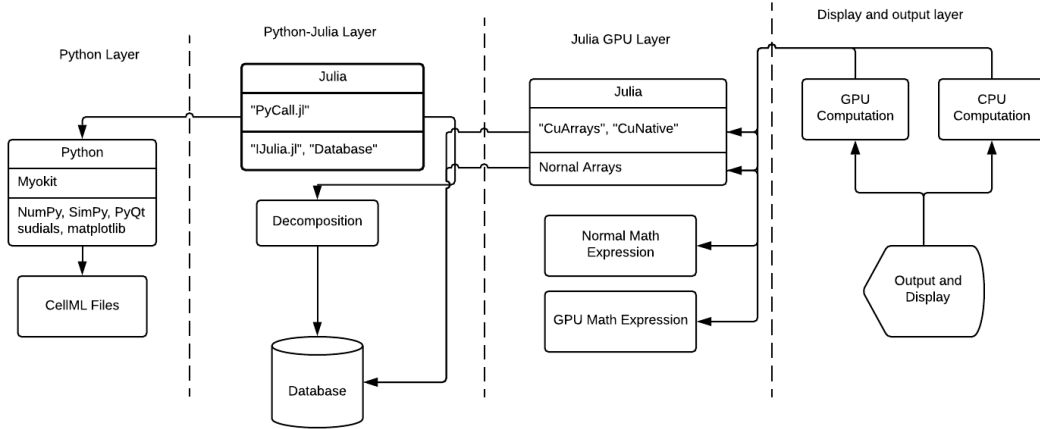 Python Layer
Python-Julia Layer
Julia GPU Layer
Display and output layer
Python
Myokit
NumPy, SimPy, PyQt
sudials, matplotlib
CellML Files
Julia
"PyCall.jl"
"IJulia.jl", "Database"
Decomposition
Database
Julia
"CuArrays", "CuNative"
Nornal Arrays
Normal Math
Expression
GPU Math Expression
GPU
Computation
CPU
Computation
Output and
Display